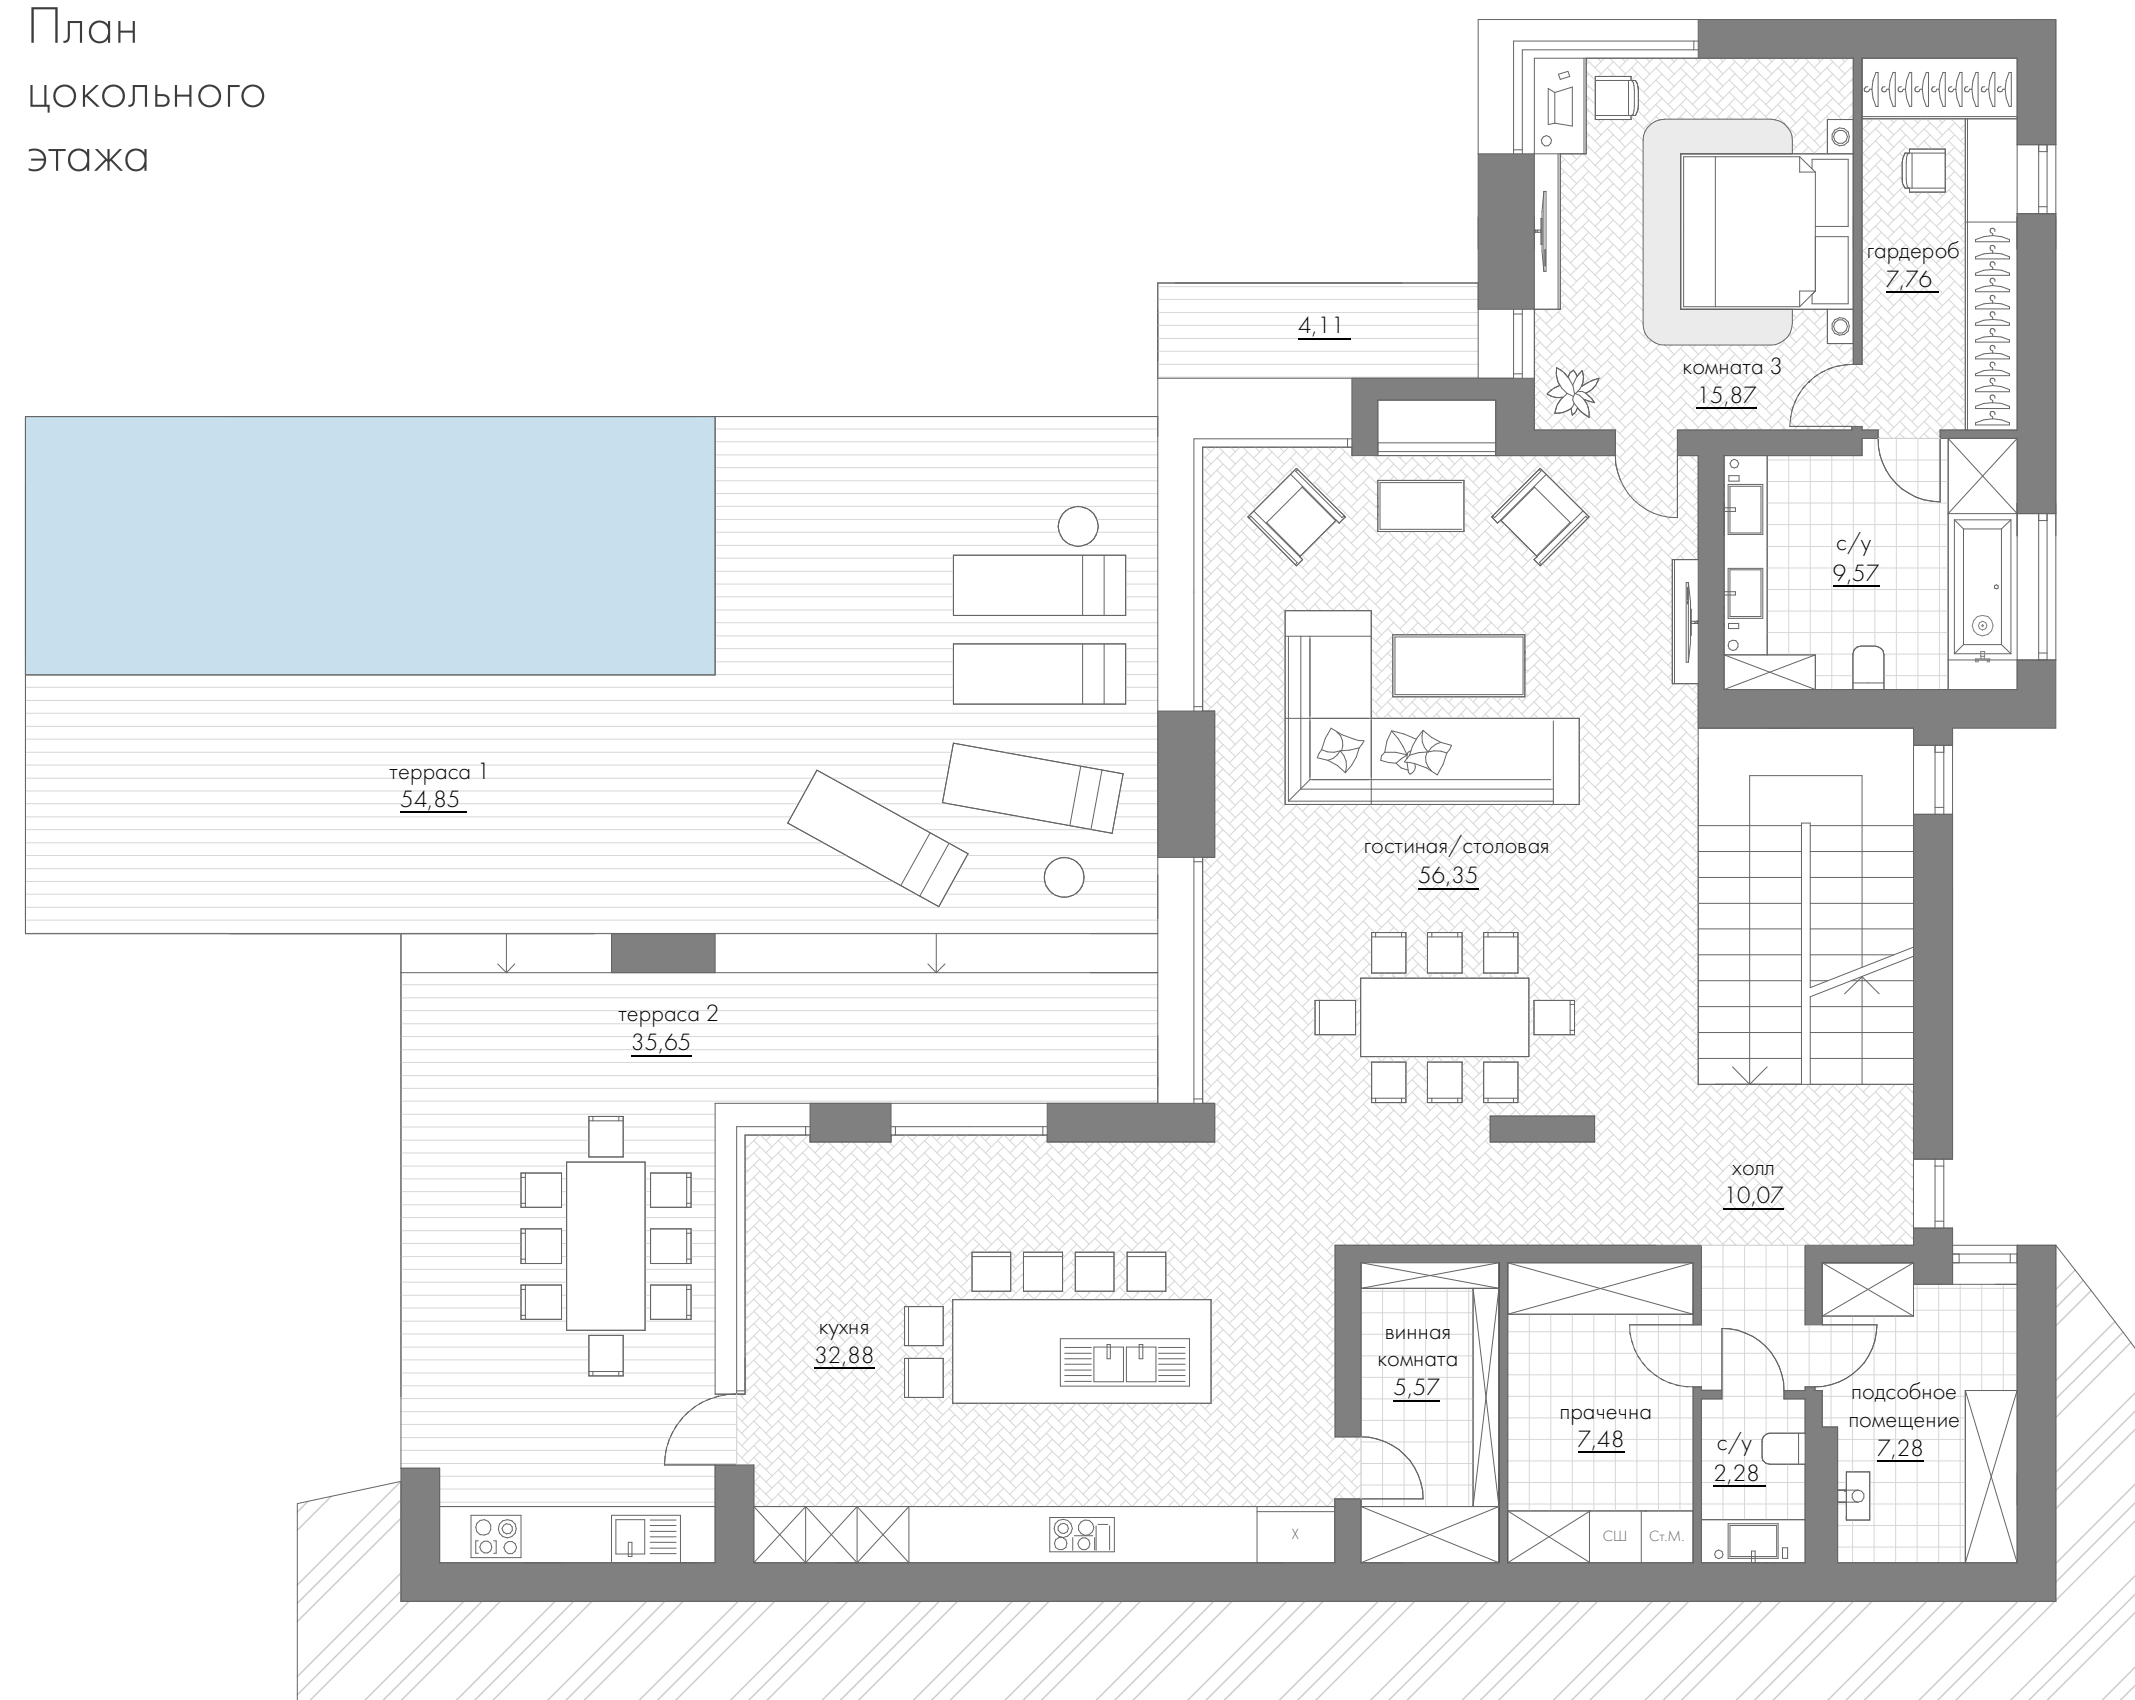 План
цокольного
этажа
гардероб
7,76
4,11
комната 3
15,87
с/у
9,57
терраса 1
54,85
гостиная/столовая
56,35
терраса 2
35,65
холл
10,07
кухня
32,88
винная
комната
5,57
прачечна
7,48
с/у
2,28
подсобное
помещение
7,28
Х
СШ
Ст.М.